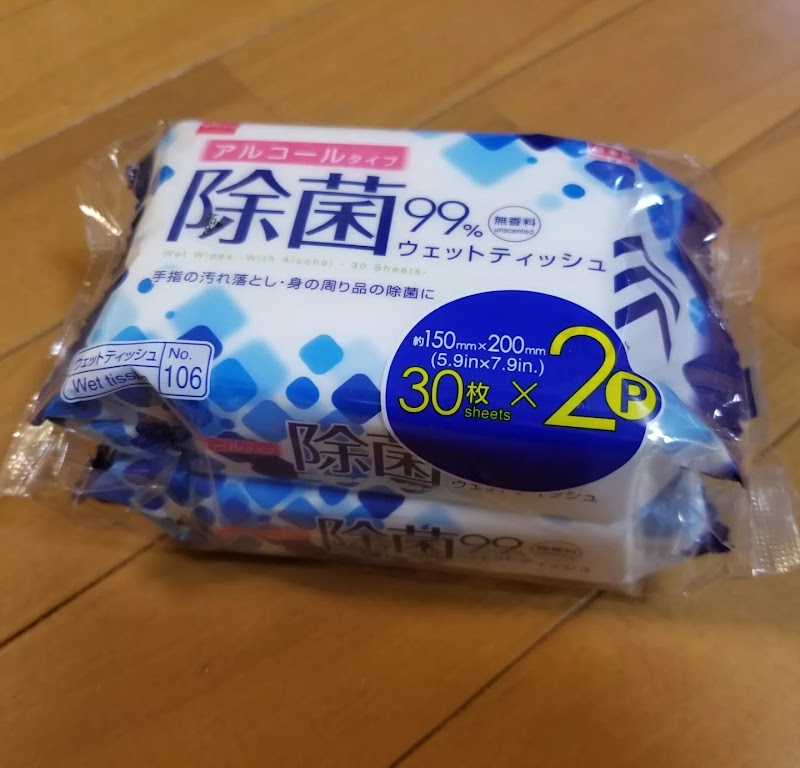 アルコールタイプ
除菌99%
無香料
unscented
ウェットティッシュ
Wet Wipes -With Alcohol - 30 Sheets-
手指の汚れ落とし・身の周り品の除菌に
約150mm×200mm
(5.9in×7.9in.)
30枚×2P
sheets
ウェットティッシュ
No.
Wet
106
除菌
ウェットティッシュ
除菌99